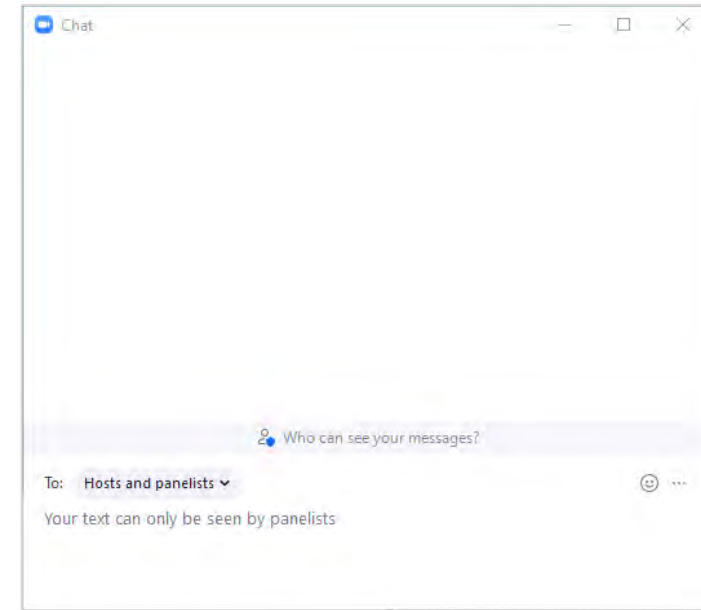 Chat
Who can see your messages?
To: Hosts and panelists
Your text can only be seen by panelists